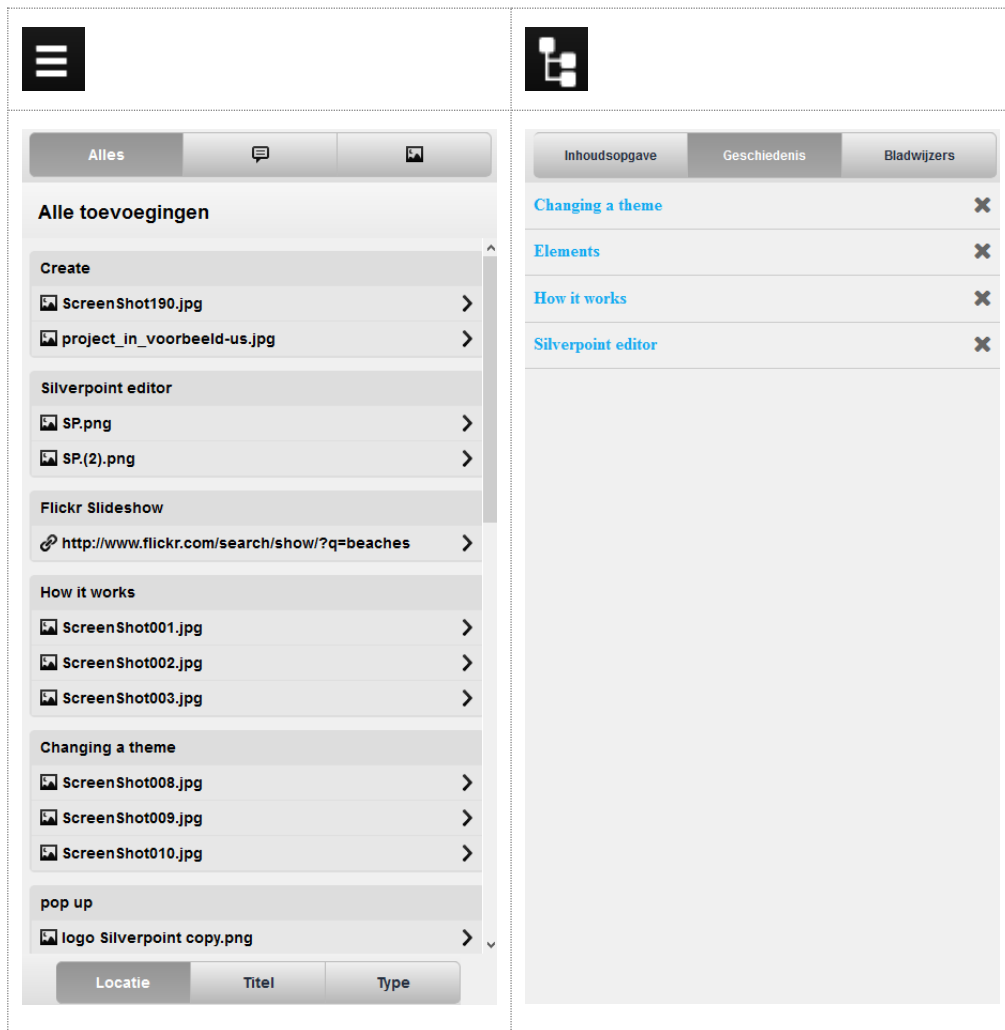 Alles
Alle toevoegingen
Create
ScreenShot190.jpg
project_in_voorbeeld-us.jpg
Silverpoint editor
SP.png
SP.(2).png
Flickr Slideshow
http://www.flickr.com/search/show/?q=beaches
How it works
ScreenShot001.jpg
ScreenShot002.jpg
ScreenShot003.jpg
Changing a theme
ScreenShot008.jpg
ScreenShot009.jpg
ScreenShot010.jpg
pop up
logo Silverpoint copy.png
Locatie Titel Type
Inhoudsopgave Geschiedenis Bladwijzers
Changing a theme
Elements
How it works
Silverpoint editor